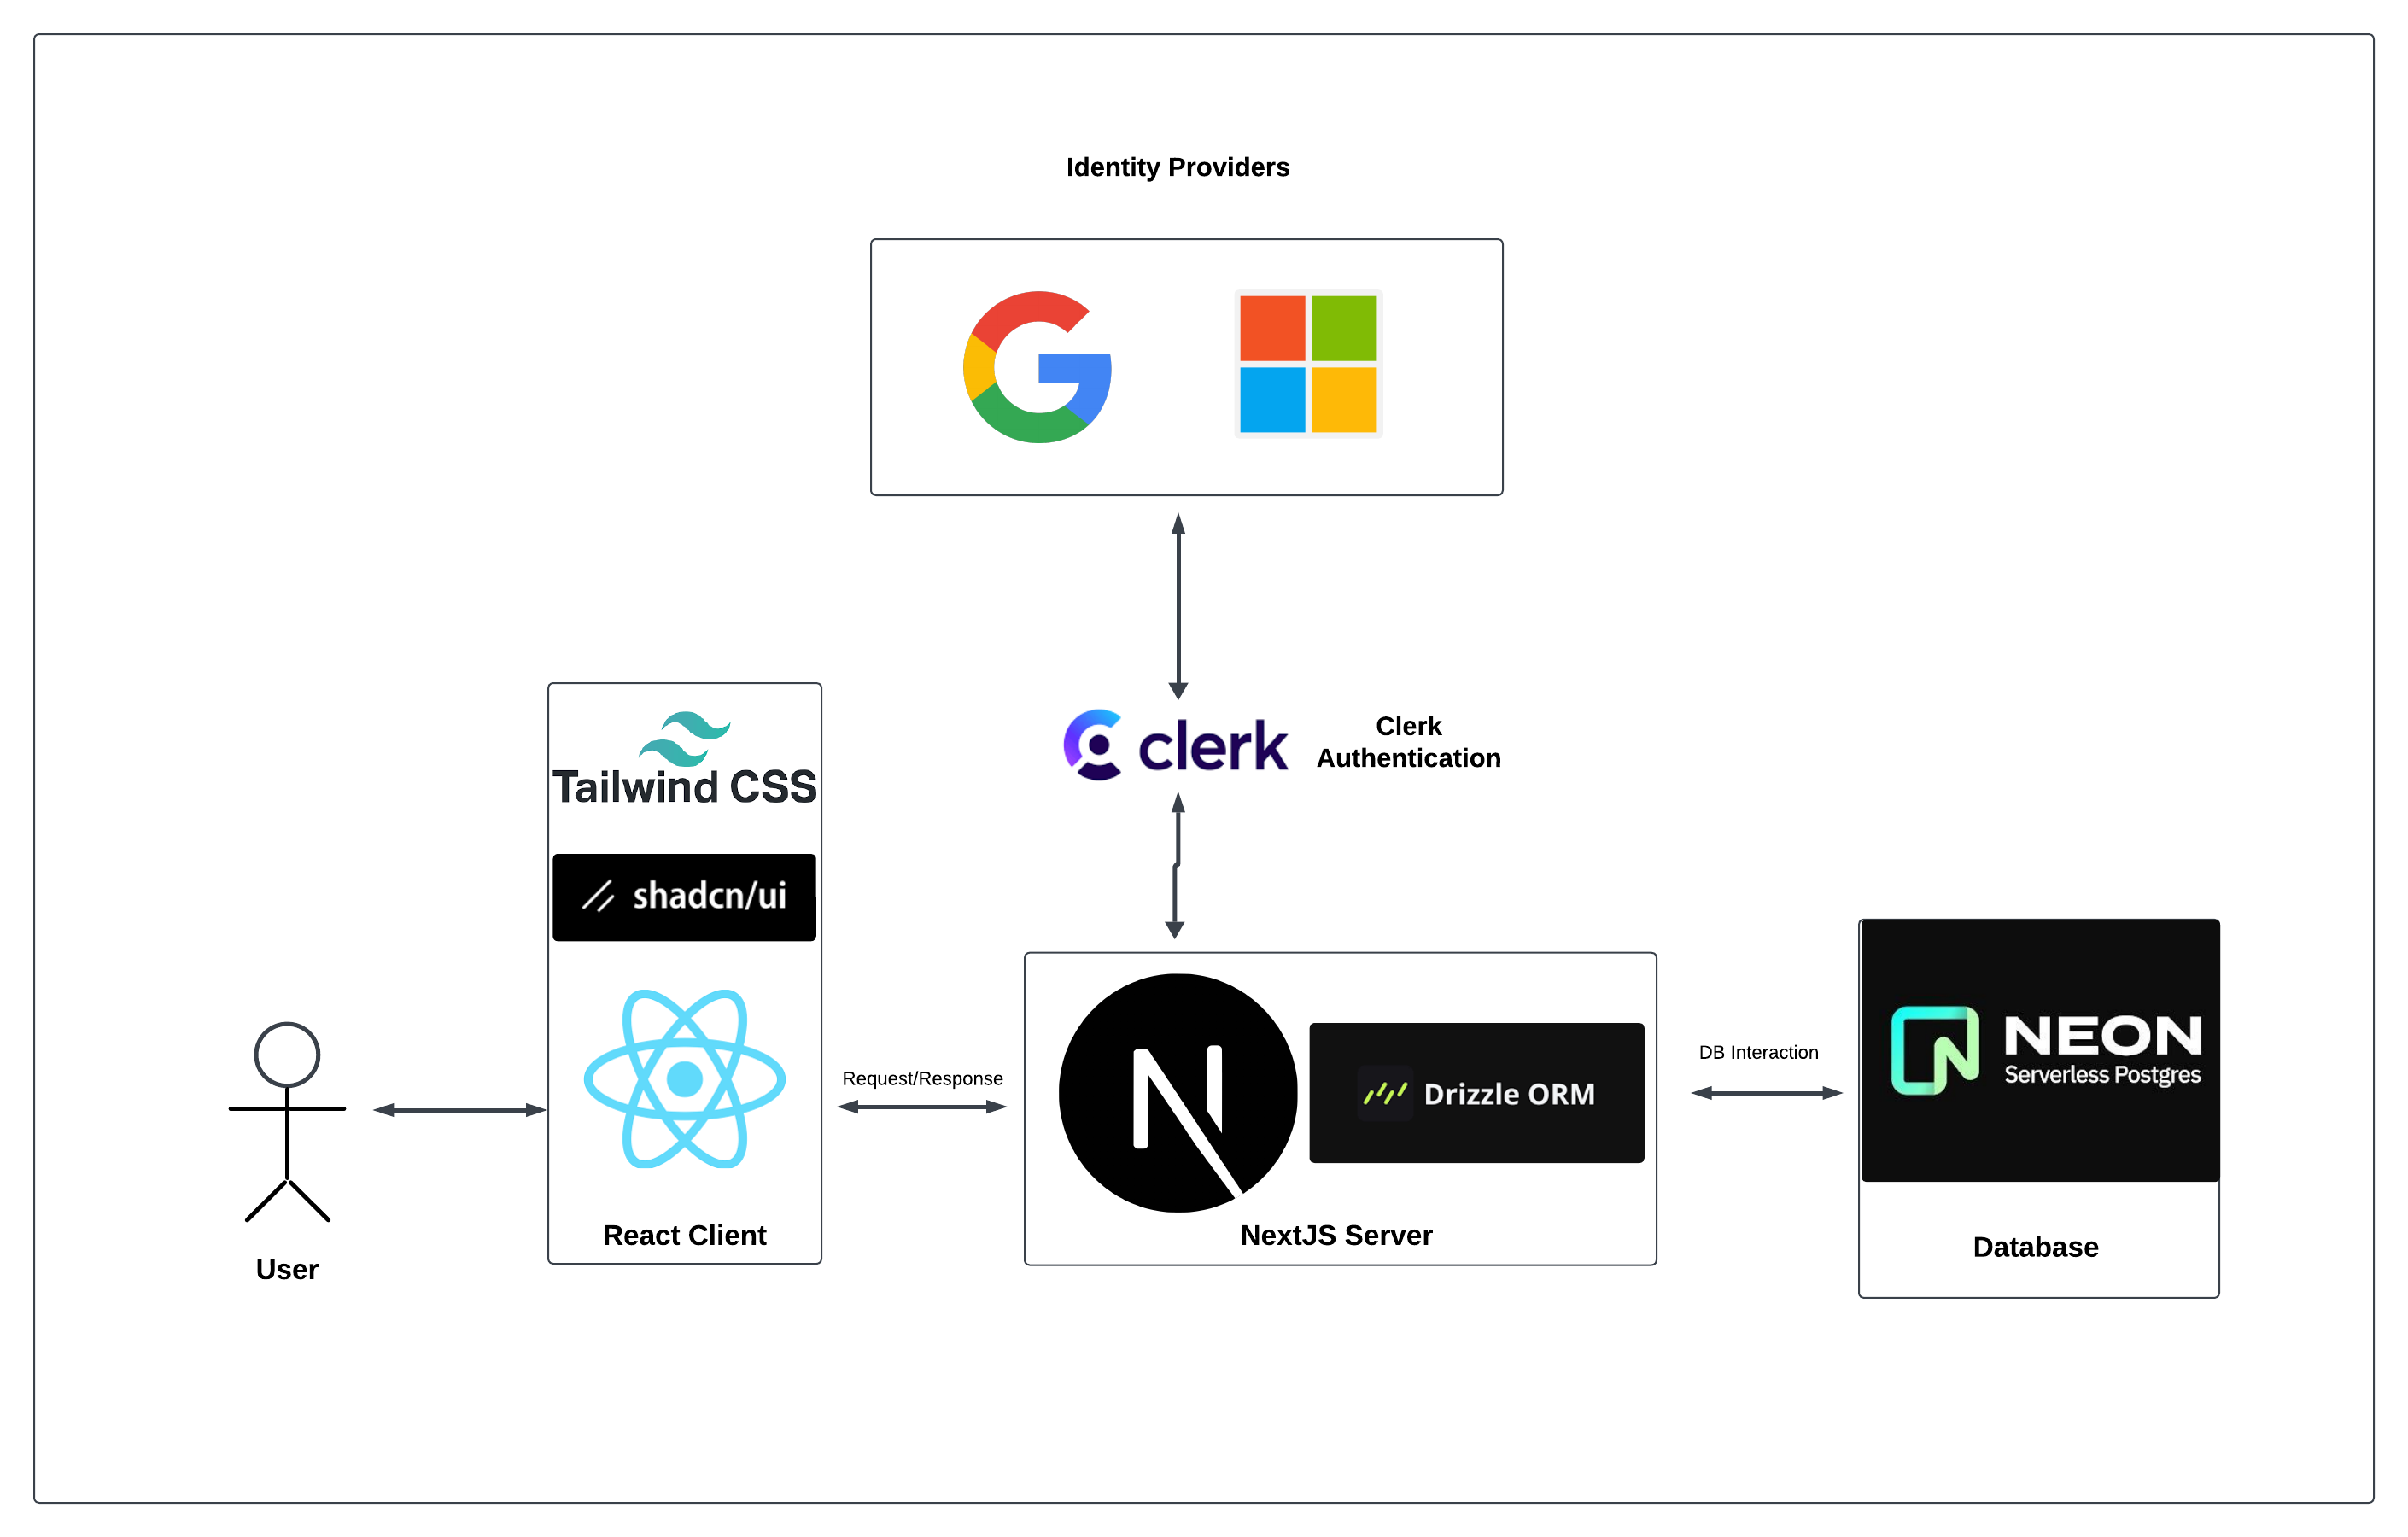 Identity Providers
clerk
Clerk
Authentication
Tailwind CSS
shadcn/ui
React Client
User
Request/Response
Drizzle ORM
NextJS Server
DB Interaction
NEON
Serverless Postgres
Database